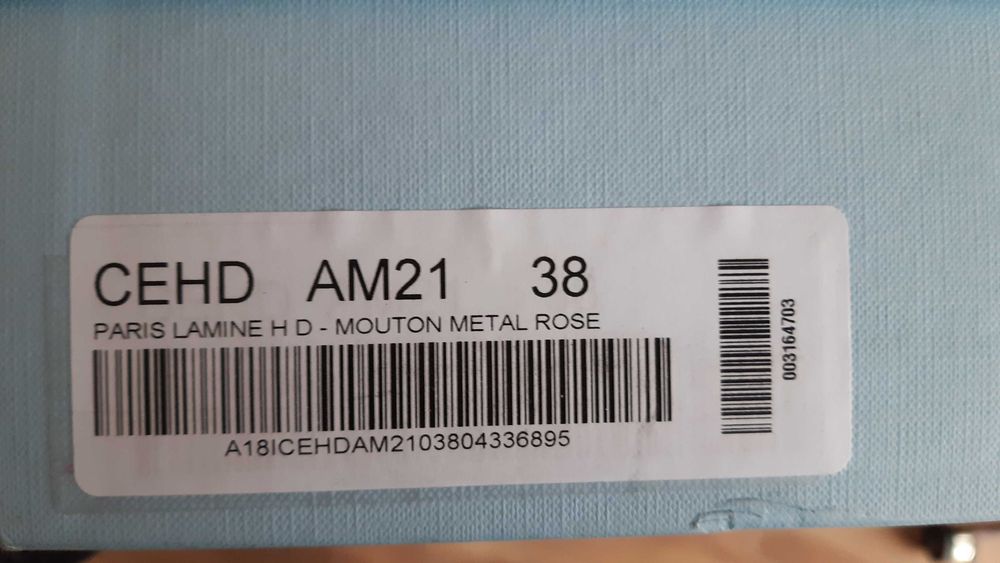 CEHD AM21 38
PARIS LAMINE H D - MOUTON METAL ROSE
A18ICEHDAM2103804336895
003164703